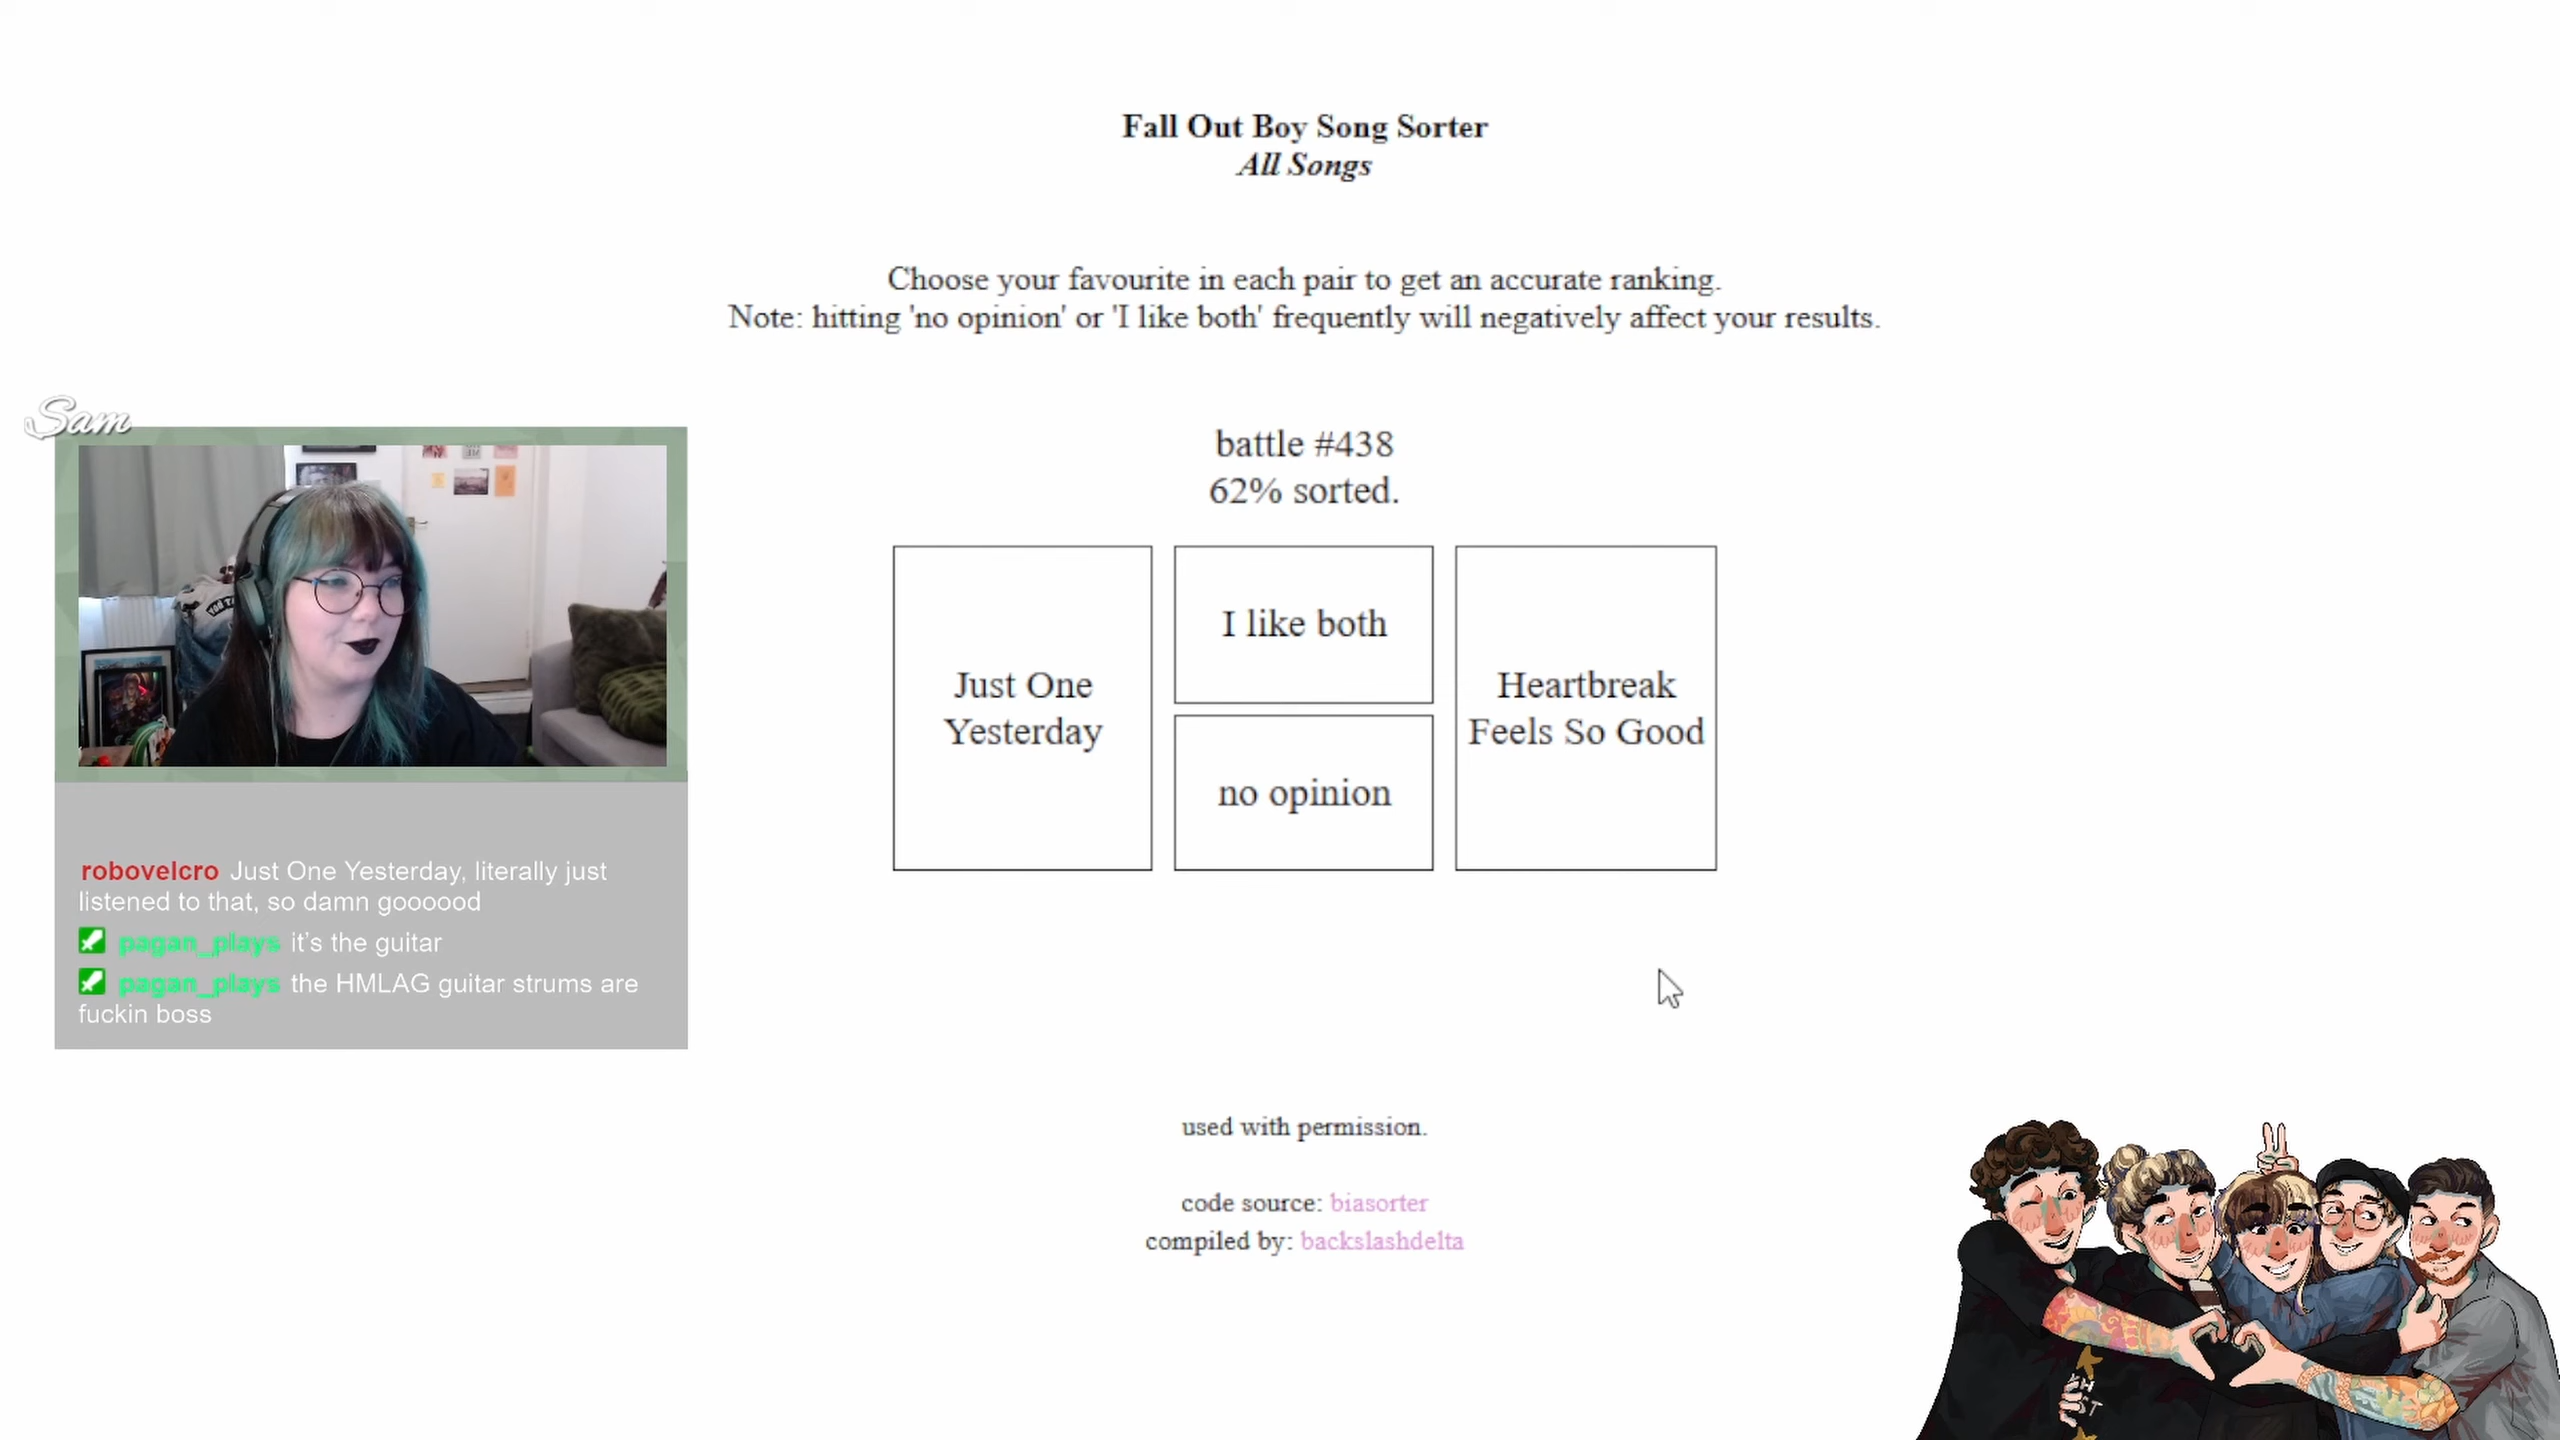 Fall Out Boy Song Sorter
All Songs
Choose your favourite in each pair to get an accurate ranking.
Note: hitting 'no opinion' or 'I like both' frequently will negatively affect your results.
Sam
battle #438
62% sorted.
Just One
Yesterday
I like both
no opinion
Heartbreak
Feels So Good
robovelcro Just One Yesterday, literally just
listened to that, so damn goooood
pagan_plays it's the guitar
pagan_plays the HMLAG guitar strums are
fuckin boss
used with permission.
code source: biasorter
compiled by: backslashdelta